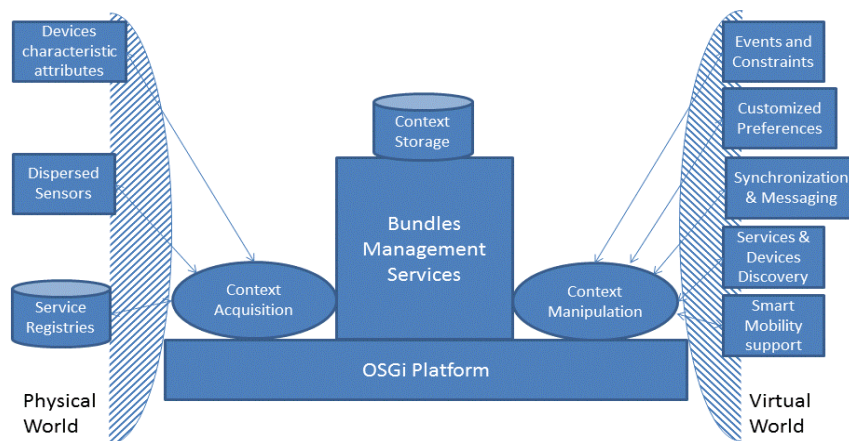 Devices
characteristic
attributes
Dispersed
Sensors
Service
Registries
Physical
World
Context
Acquisition
Context
Storage
Bundles
Management
Services
OSGi Platform
Context
Manipulation
Events and
Constraints
Customized
Preferences
Synchronization
& Messaging
Services &
Devices
Discovery
Smart
Mobility
support
Virtual
World